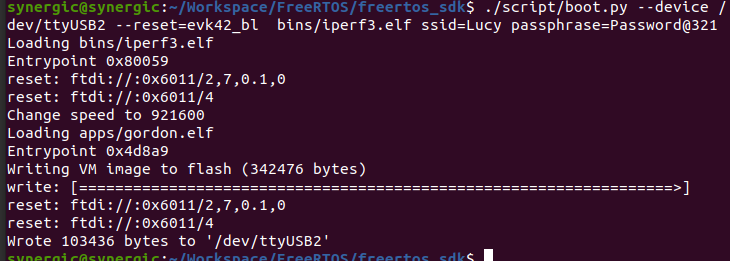 synergic@synergic:~/Workspace/FreeRTOS/freertos_sdk$ ./script/boot.py --device /
dev/ttyUSB2 --reset=evk42_bl  bins/iperf3.elf ssid=Lucy passphrase=Password@321
Loading bins/iperf3.elf
Entrypoint 0x80059
reset: ftdi://:0x6011/2,7,0.1,0
reset: ftdi://:0x6011/4
Change speed to 921600
Loading apps/gordon.elf
Entrypoint 0x4d8a9
Writing VM image to flash (342476 bytes)
write: [==================================================================>]
reset: ftdi://:0x6011/2,7,0.1,0
reset: ftdi://:0x6011/4
Wrote 103436 bytes to '/dev/ttyUSB2'
synergic@synergic:~/Workspace/FreeRTOS/freertos_sdk$